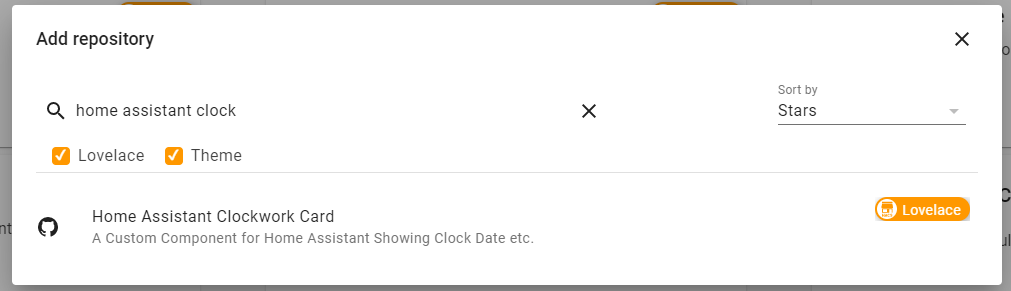 Add repository
home assistant clock
Sort by
Stars
Lovelace
Theme
Home Assistant Clockwork Card
Lovelace
A Custom Component for Home Assistant Showing Clock Date etc.